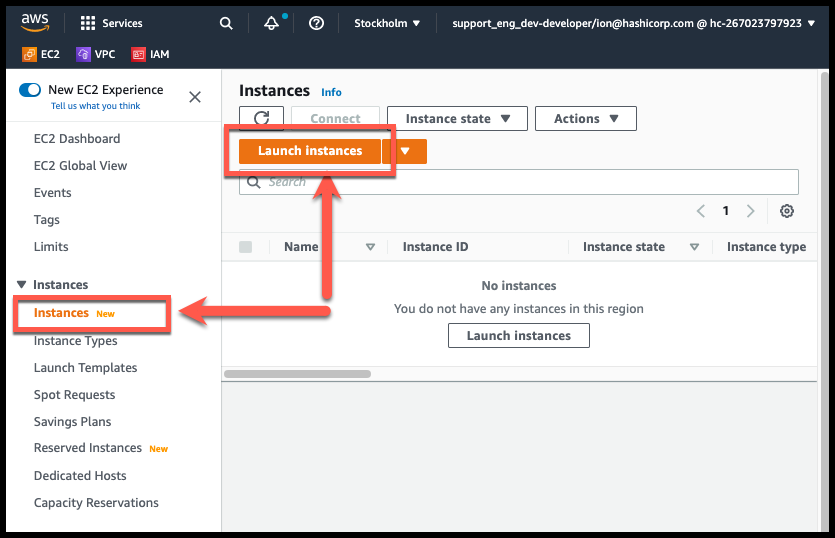 aws Services Stockholm ▼ support_eng_dev-developer/ion@hashicorp.com @ hc-267023797923 ▼
EC2 VPC IAM
New EC2 Experience
Tell us what you think
EC2 Dashboard
EC2 Global View
Events
Tags
Limits
▼ Instances
Instances New
Instance Types
Launch Templates
Spot Requests
Savings Plans
Reserved Instances New
Dedicated Hosts
Capacity Reservations
Instances Info
Connect Instance state ▼ Actions ▼
Launch instances ▼
Search
1
Name Instance ID Instance state Instance type
No instances
You do not have any instances in this region
Launch instances